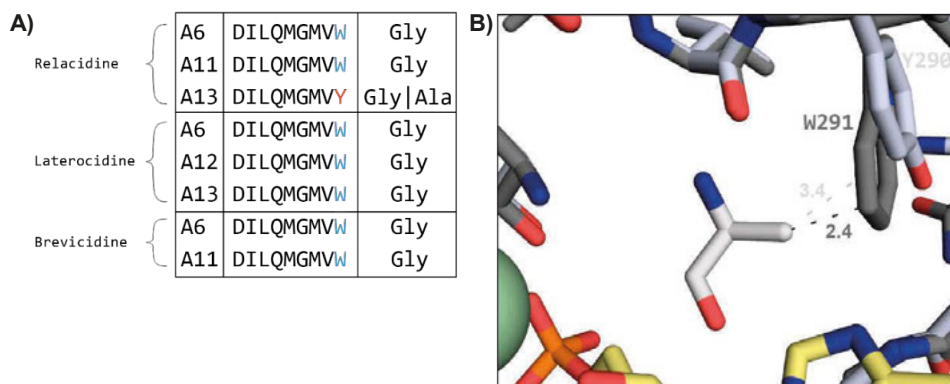 A)
Relacidine
A6 DILQMGMVW Gly
A11 DILQMGMVW Gly
A13 DILQMGMVY Gly|Ala
Laterocidine
A6 DILQMGMVW Gly
A12 DILQMGMVW Gly
A13 DILQMGMVW Gly
Brevicidine
A6 DILQMGMVW Gly
A11 DILQMGMVW Gly
B)
Y290
W291
3.4
2.4